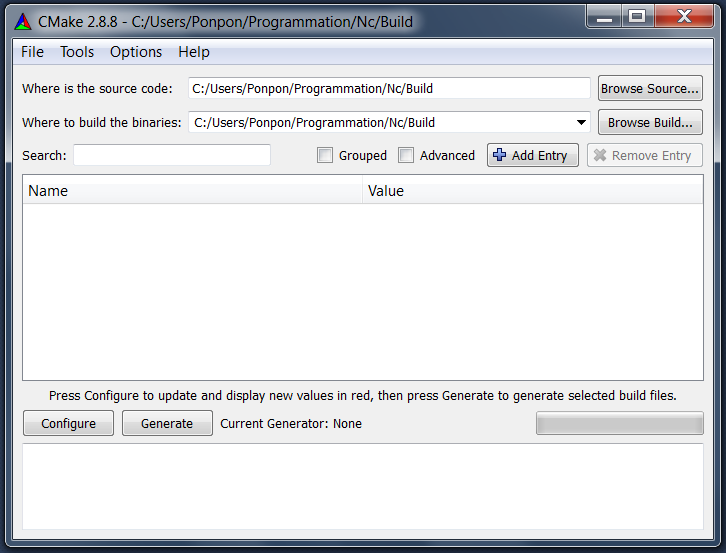 CMake 2.8.8 - C:/Users/Ponpon/Programmation/Nc/Build
File Tools Options Help
Where is the source code: C:/Users/Ponpon/Programmation/Nc/Build Browse Source...
Where to build the binaries: C:/Users/Ponpon/Programmation/Nc/Build Browse Build...
Search: Grouped Advanced Add Entry Remove Entry
Name Value
Press Configure to update and display new values in red, then press Generate to generate selected build files.
Configure Generate Current Generator: None